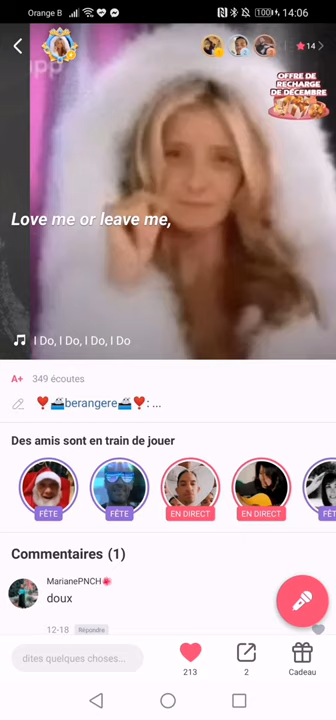 Orange B 100 14:06
14
OFFRE DE
RECHARGE
DE DÉCEMBRE
Love me or leave me,
I Do, I Do, I Do, I Do
A+ 349 écoutes
berangere: ...
Des amis sont en train de jouer
FÊTE FÊTE EN DIRECT EN DIRECT FÊT
Commentaires (1)
MarianePNCH
doux
12-18 Répondre
dites quelques choses...
213 2 Cadeau